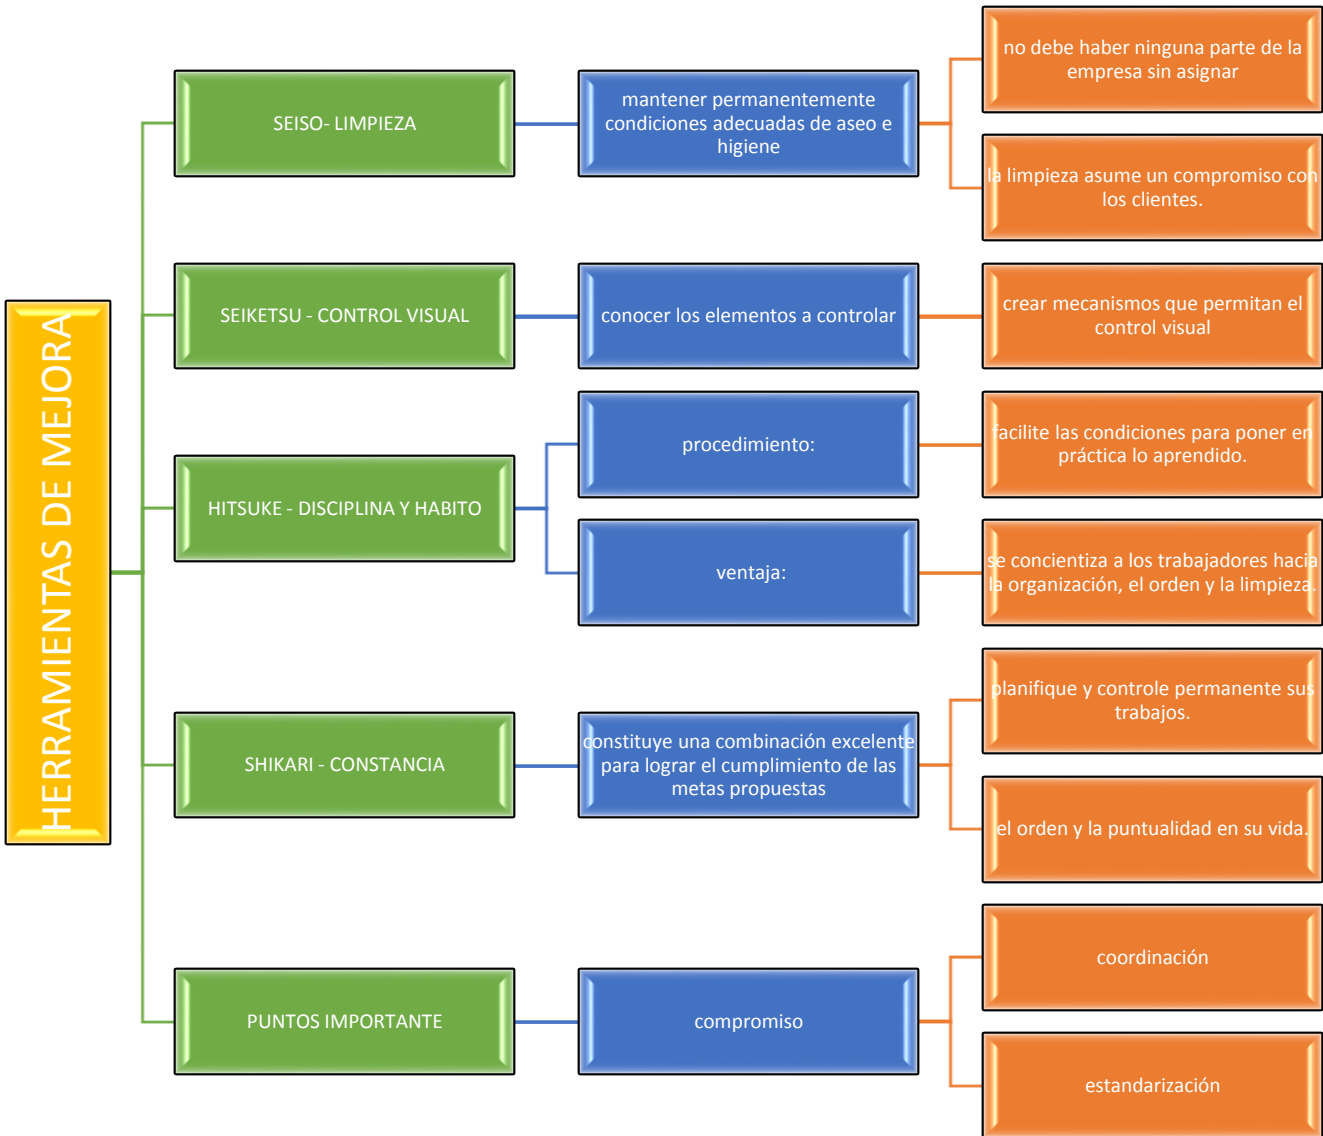 HERRAMIENTAS DE MEJORA
SEISO- LIMPIEZA
mantener permanentemente
condiciones adecuadas de aseo e
higiene
no debe haber ninguna parte de la
empresa sin asignar
la limpieza asume un compromiso con
los clientes.
SEIKETSU - CONTROL VISUAL
conocer los elementos a controlar
crear mecanismos que permitan el
control visual
HITSUKE - DISCIPLINA Y HABITO
procedimiento:
facilite las condiciones para poner en
práctica lo aprendido.
ventaja:
se concientiza a los trabajadores hacia
la organización, el orden y la limpieza.
SHIKARI - CONSTANCIA
constituye una combinación excelente
para lograr el cumplimiento de las
metas propuestas
planifique y controle permanente sus
trabajos.
el orden y la puntualidad en su vida.
PUNTOS IMPORTANTE
compromiso
coordinación
estandarización